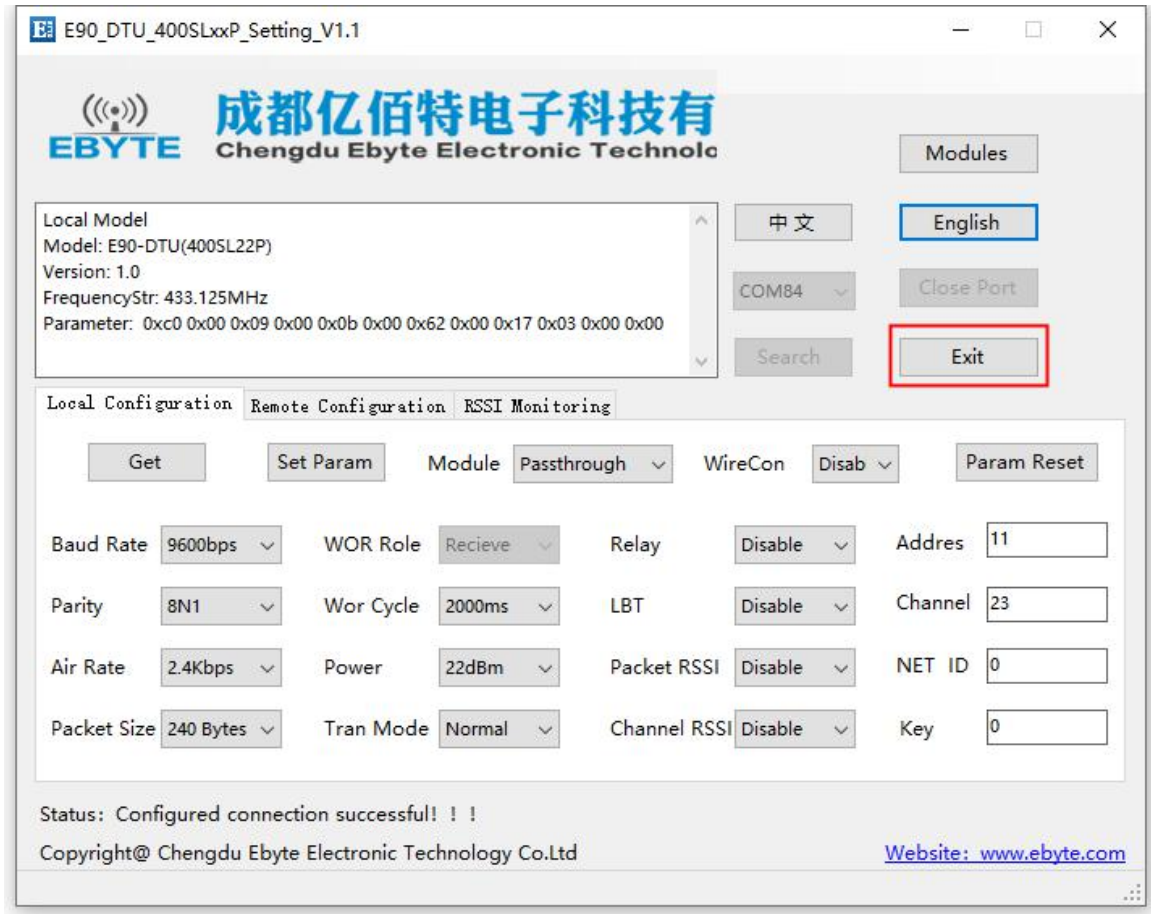 E90_DTU_400SLxxP_Setting_V1.1
EBYTE
成都亿佰特电子科技有
Chengdu Ebyte Electronic Technolo
Modules
Local Model
Model: E90-DTU(400SL22P)
Version: 1.0
FrequencyStr: 433.125MHz
Parameter: 0xc0 0x00 0x09 0x00 0x0b 0x00 0x62 0x00 0x17 0x03 0x00 0x00
中文 English
COM84 Close Port
Search Exit
Local Configuration Remote Configuration RSSI Monitoring
Get Set Param Module Passthrough WireCon Disab Param Reset
Baud Rate 9600bps WOR Role Recieve Relay Disable Addres 11
Parity 8N1 Wor Cycle 2000ms LBT Disable Channel 23
Air Rate 2.4Kbps Power 22dBm Packet RSSI Disable NET ID 0
Packet Size 240 Bytes Tran Mode Normal Channel RSSI Disable Key 0
Status: Configured connection successful! ! !
Copyright@ Chengdu Ebyte Electronic Technology Co.Ltd Website: www.ebyte.com